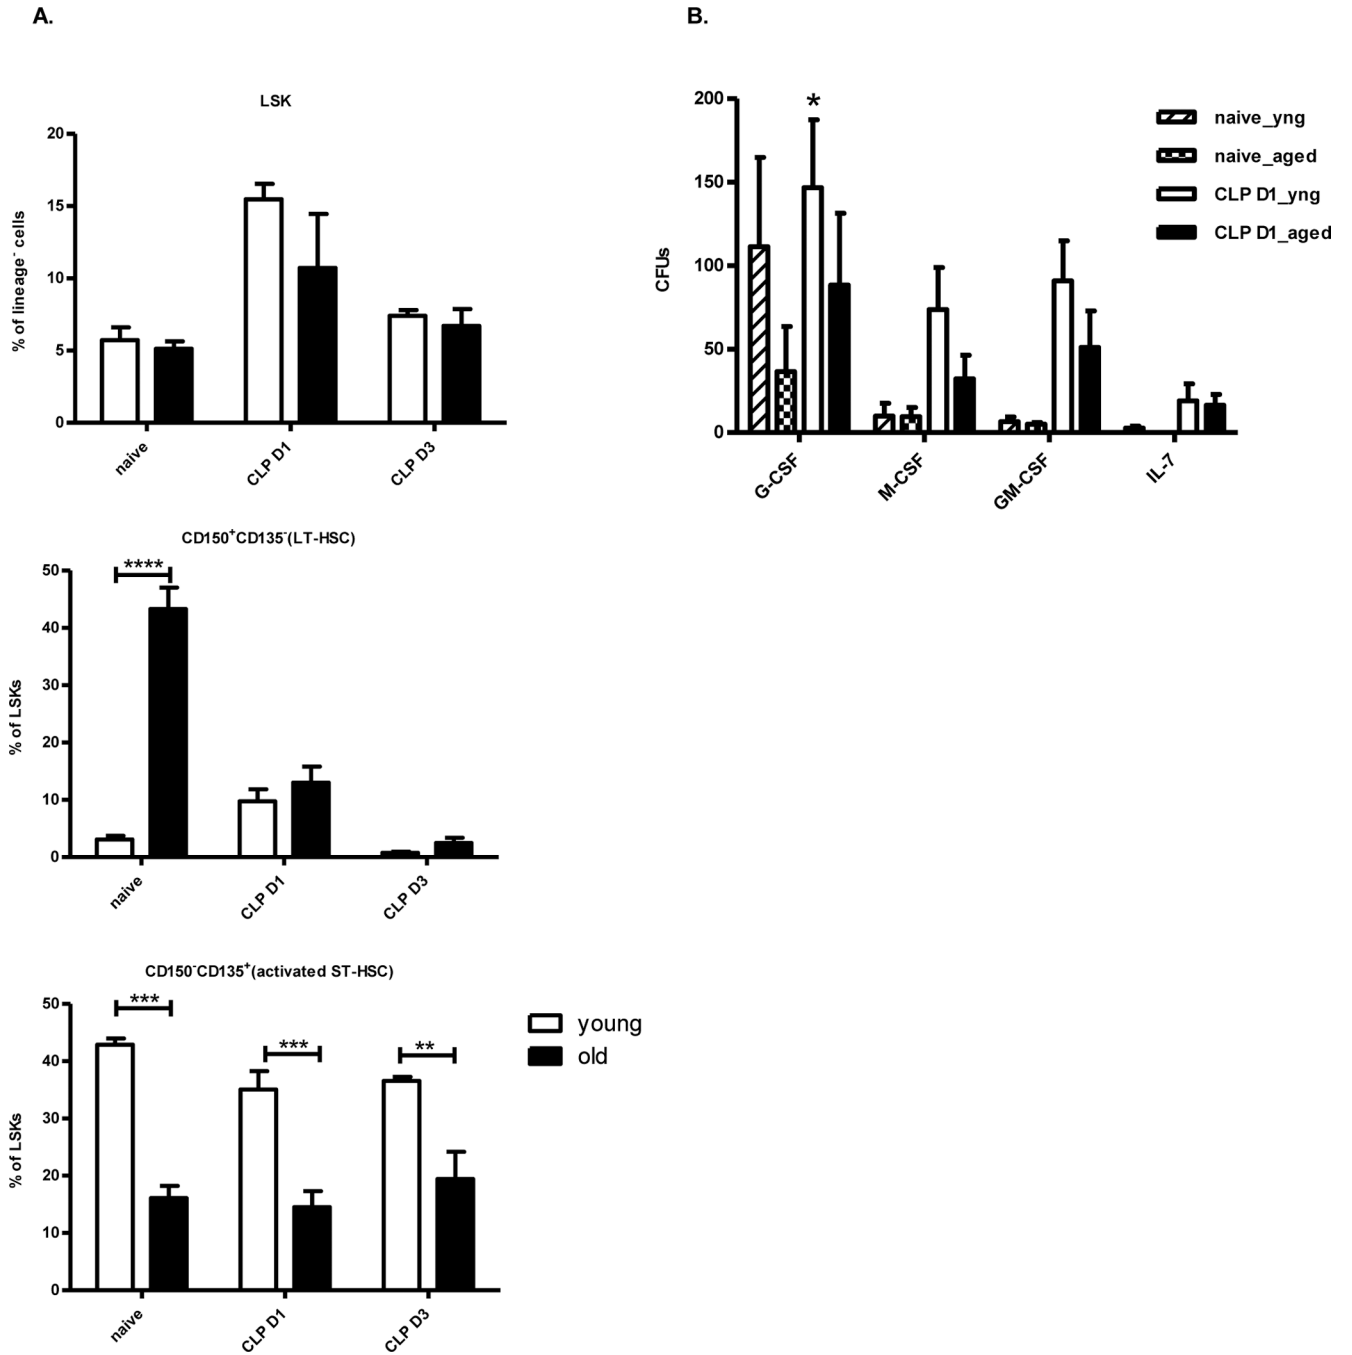 A.
LSK
20
15
10
5
0
% of lineage⁻ cells
naive
CLP D1
CLP D3
CD150⁺CD135⁻(LT-HSC)
****
50
40
30
20
10
0
% of LSKs
naive
CLP D1
CLP D3
CD150⁻CD135⁺(activated ST-HSC)
***
***
**
50
40
30
20
10
0
% of LSKs
naive
CLP D1
CLP D3
young
old
B.
*
200
150
100
50
0
CFUs
G-CSF
M-CSF
GM-CSF
IL-7
naive_yng
naive_aged
CLP D1_yng
CLP D1_aged